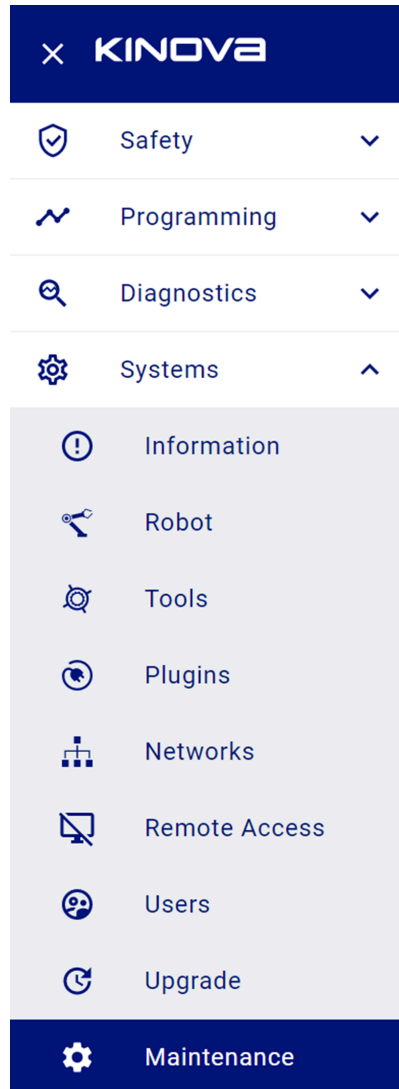 KINOVA
Safety
Programming
Diagnostics
Systems
Information
Robot
Tools
Plugins
Networks
Remote Access
Users
Upgrade
Maintenance